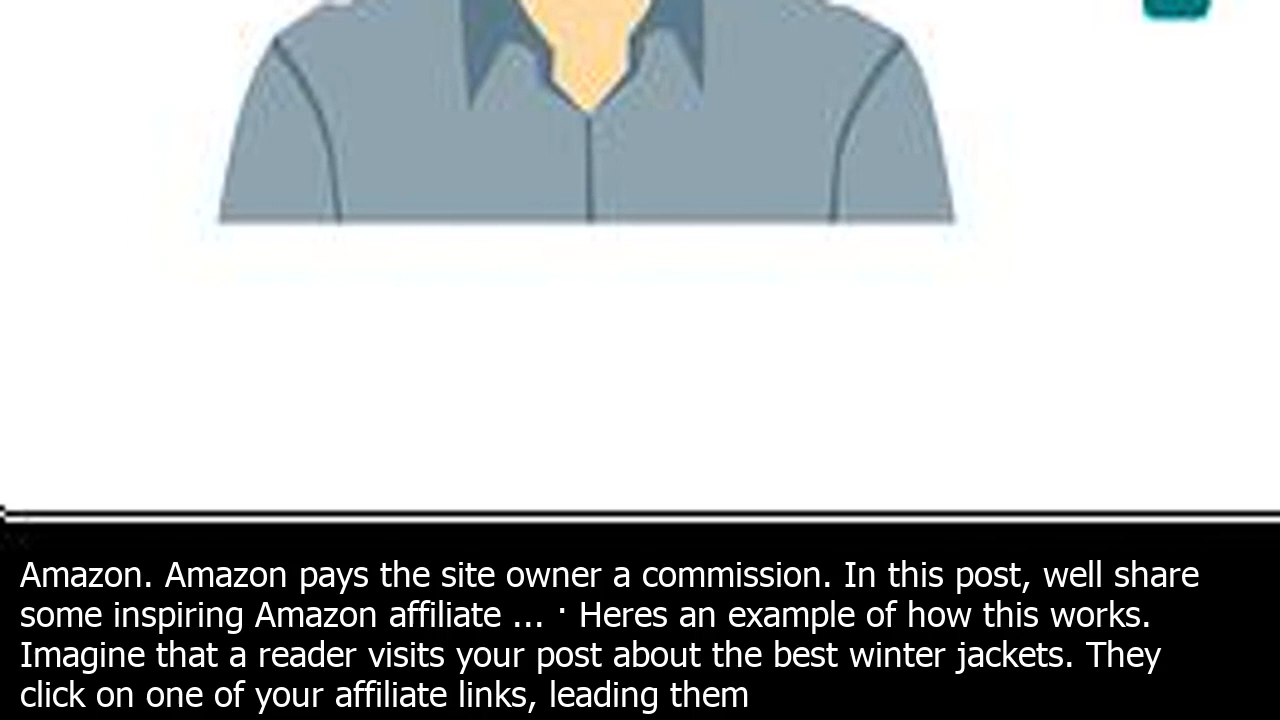 Amazon. Amazon pays the site owner a commission. In this post, well share
some inspiring Amazon affiliate ... · Heres an example of how this works.
Imagine that a reader visits your post about the best winter jackets. They
click on one of your affiliate links, leading them